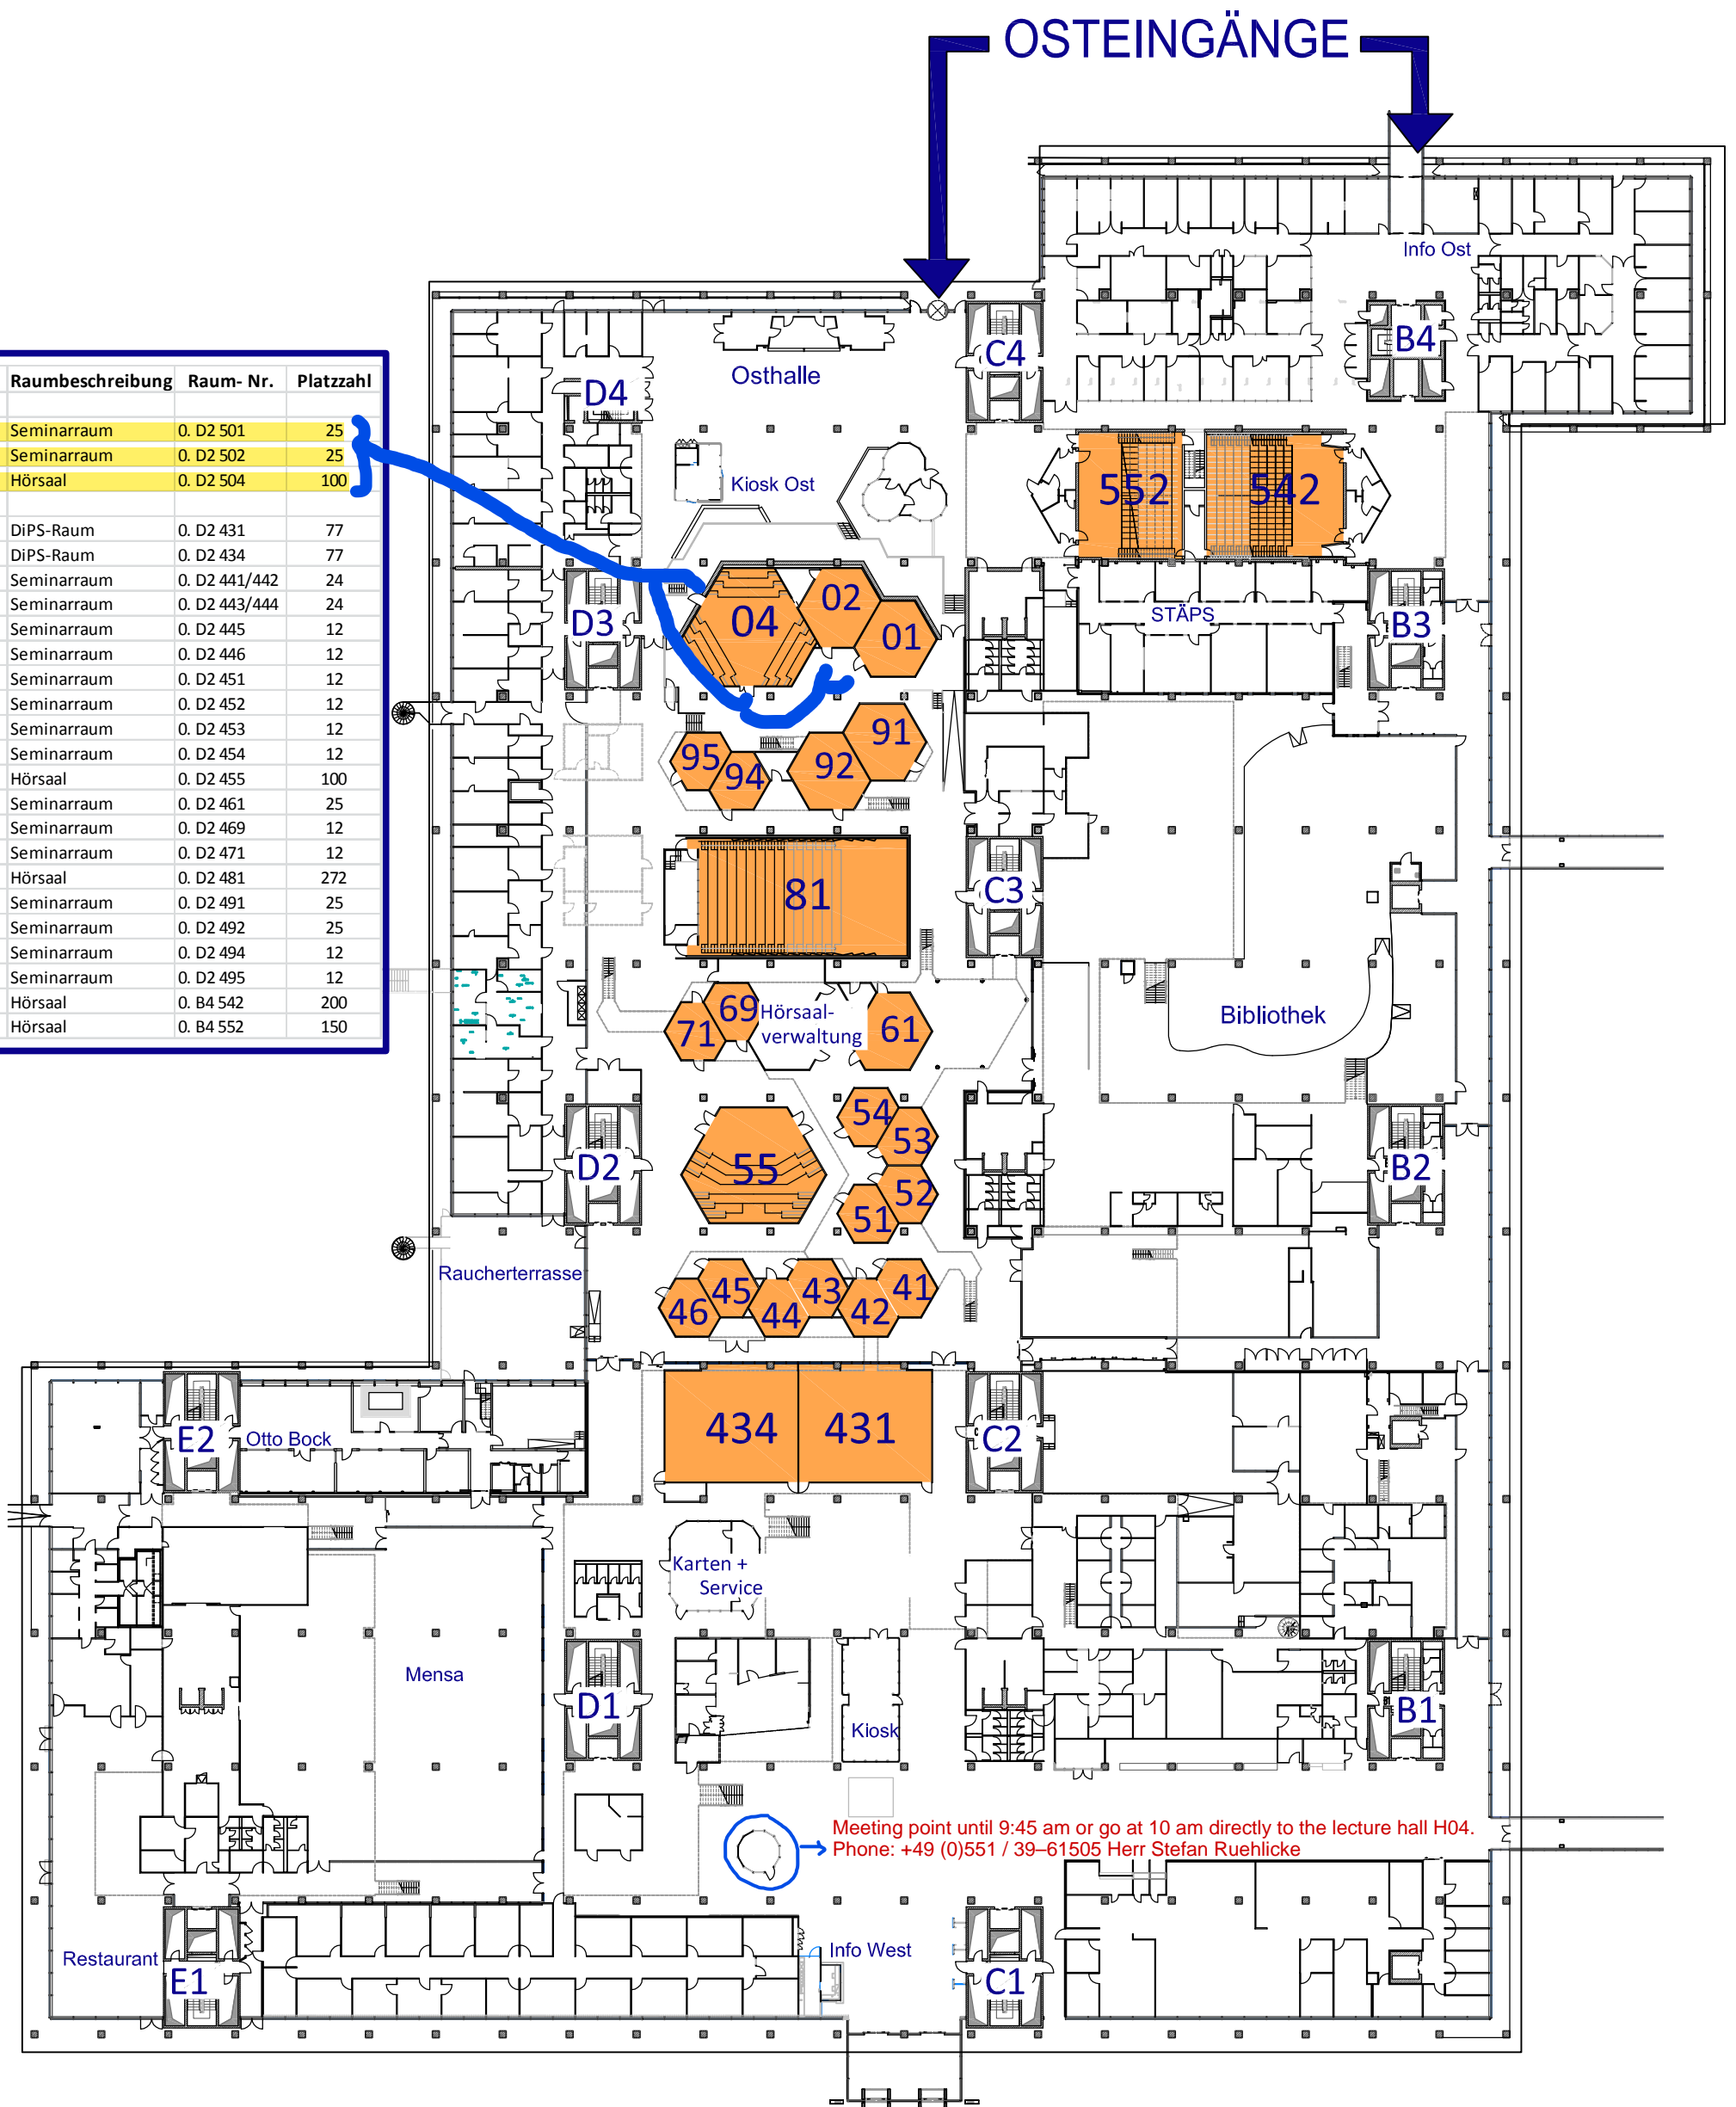 OSTEINGÄNGE
Info Ost
B4
C4
D4
Osthalle
Kiosk Ost
Raumbeschreibung Raum- Nr. Platzzahl
Seminarraum 0. D2 501 25
Seminarraum 0. D2 502 25
Hörsaal 0. D2 504 100
DiPS-Raum 0. D2 431 77
DiPS-Raum 0. D2 434 77
Seminarraum 0. D2 441/442 24
Seminarraum 0. D2 443/444 24
Seminarraum 0. D2 445 12
Seminarraum 0. D2 446 12
Seminarraum 0. D2 451 12
Seminarraum 0. D2 452 12
Seminarraum 0. D2 453 12
Seminarraum 0. D2 454 12
Hörsaal 0. D2 455 100
Seminarraum 0. D2 461 25
Seminarraum 0. D2 469 12
Seminarraum 0. D2 471 12
Hörsaal 0. D2 481 272
Seminarraum 0. D2 491 25
Seminarraum 0. D2 492 25
Seminarraum 0. D2 494 12
Seminarraum 0. D2 495 12
Hörsaal 0. B4 542 200
Hörsaal 0. B4 552 150
552
542
04
02
01
D3
STÄPS
B3
95
94
92
91
81
C3
71
69
Hörsaal-
verwaltung
61
Bibliothek
54
53
52
51
55
D2
B2
Raucherterrasse
46
45
44
43
42
41
434
431
E2
Otto Bock
C2
Karten +
Service
Mensa
D1
Kiosk
B1
Meeting point until 9:45 am or go at 10 am directly to the lecture hall H04.
Phone: +49 (0)551 / 39–61505 Herr Stefan Ruehlicke
Restaurant
E1
Info West
C1